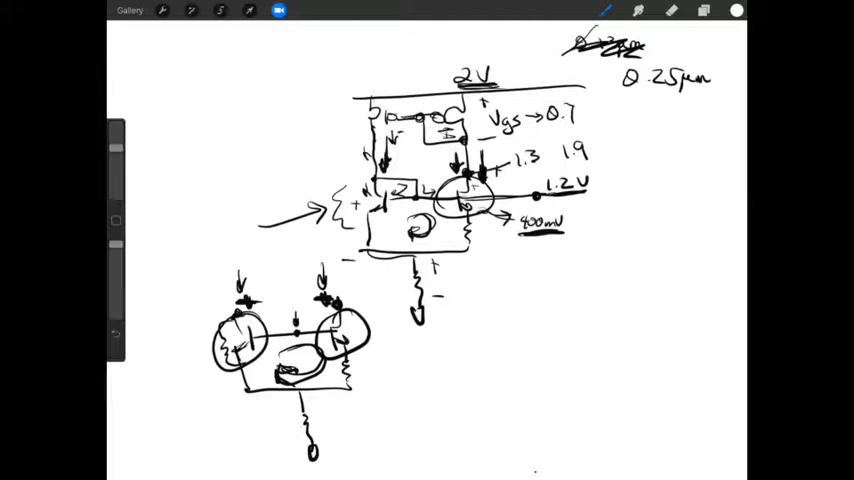 Gallery
0.25μm
2V
Vgs → 0.7
1.3 1.9
1.2V
400mV